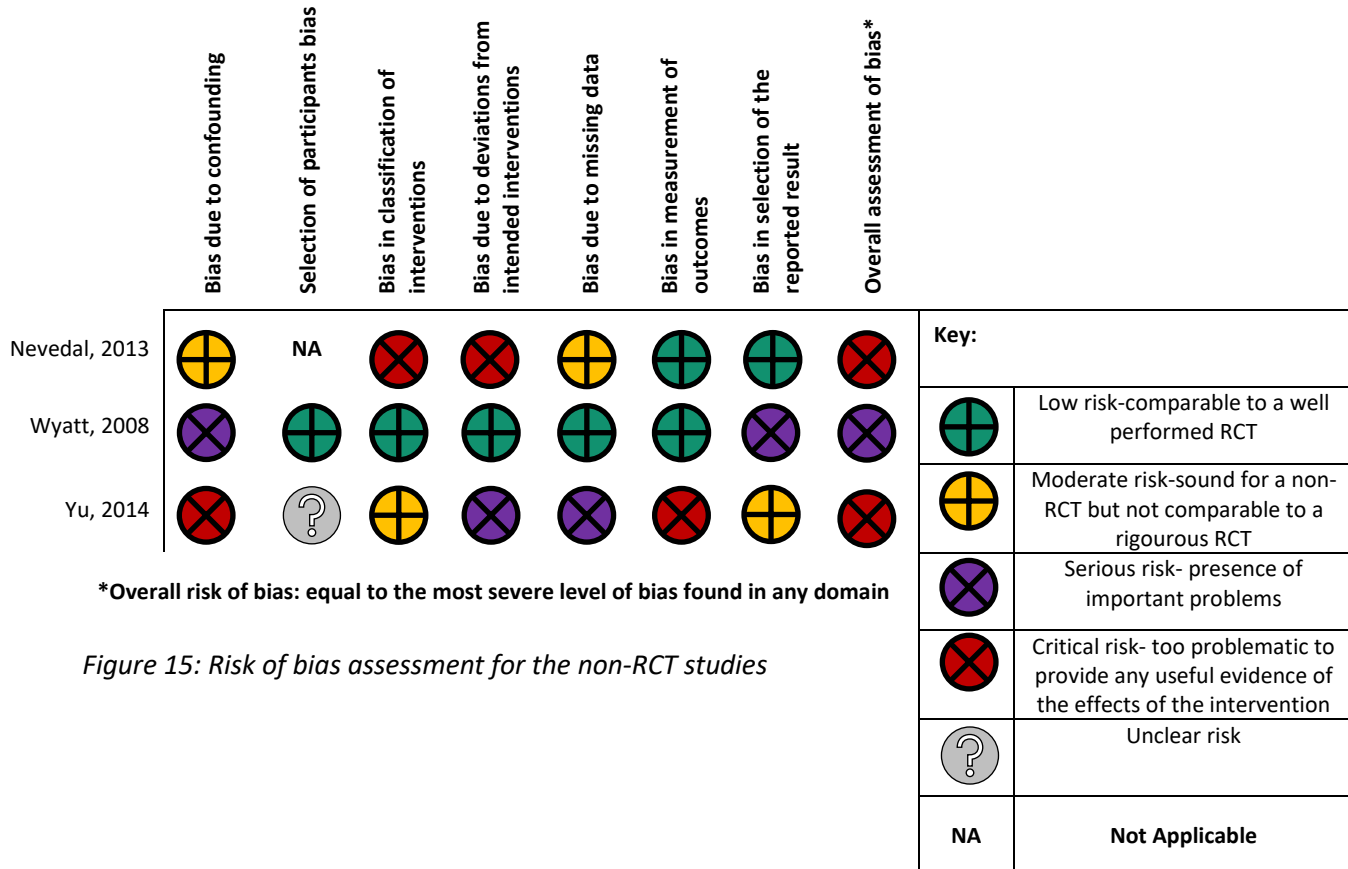 Bias due to confounding
Selection of participants bias
Bias in classification of
interventions
Bias due to deviations from
intended interventions
Bias due to missing data
Bias in measurement of
outcomes
Bias in selection of the
reported result
Overall assessment of bias*
Nevedal, 2013
NA
Wyatt, 2008
Yu, 2014
?
*Overall risk of bias: equal to the most severe level of bias found in any domain
Figure 15: Risk of bias assessment for the non-RCT studies
Key:
Low risk-comparable to a well
performed RCT
Moderate risk-sound for a non-
RCT but not comparable to a
rigourous RCT
Serious risk- presence of
important problems
Critical risk- too problematic to
provide any useful evidence of
the effects of the intervention
?
Unclear risk
NA
Not Applicable